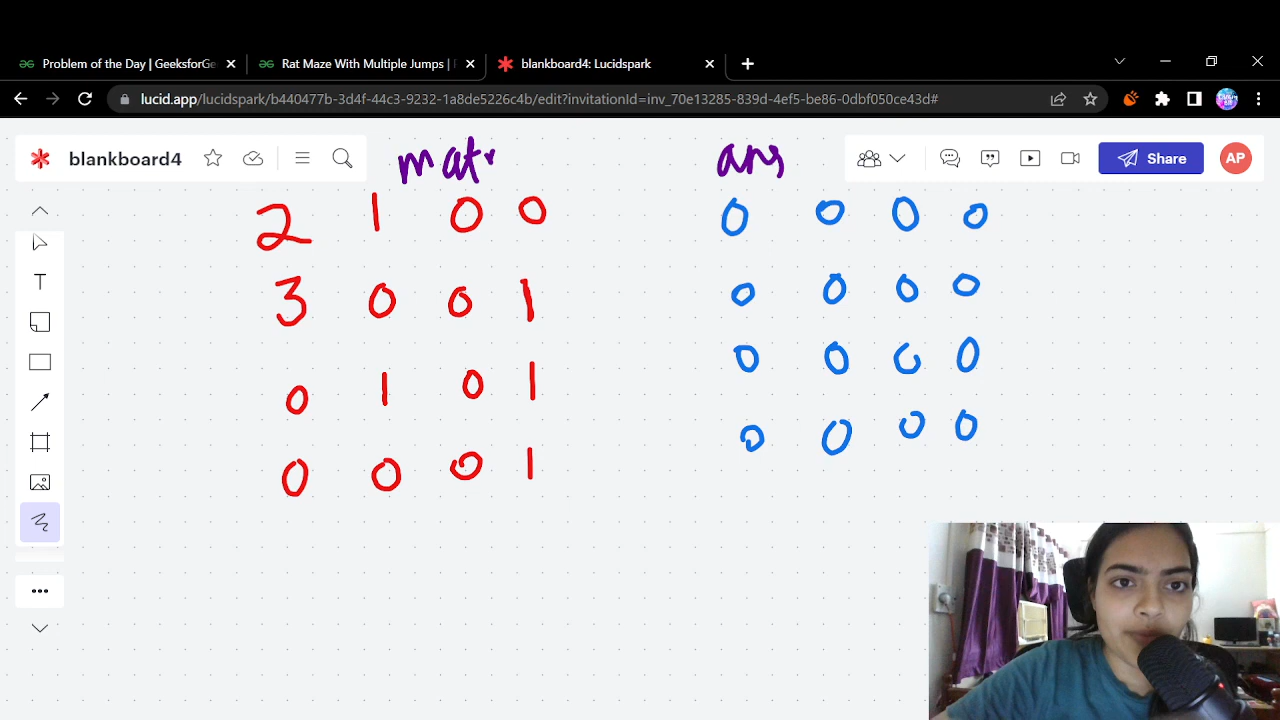 Problem of the Day | GeeksforGe
Rat Maze With Multiple Jumps |
blankboard4: Lucidspark
lucid.app/lucidspark/b440477b-3d4f-44c3-9232-1a8de5226c4b/edit?invitationId=inv_70e13285-839d-4ef5-be86-0dbf050ce43d#
blankboard4
Share
AP
mat
ans
2 1 0 0
0 0 0 0
3 0 0 1
0 0 0 0
0 1 0 1
0 0 0 0
0 0 0 1
0 0 0 0
T